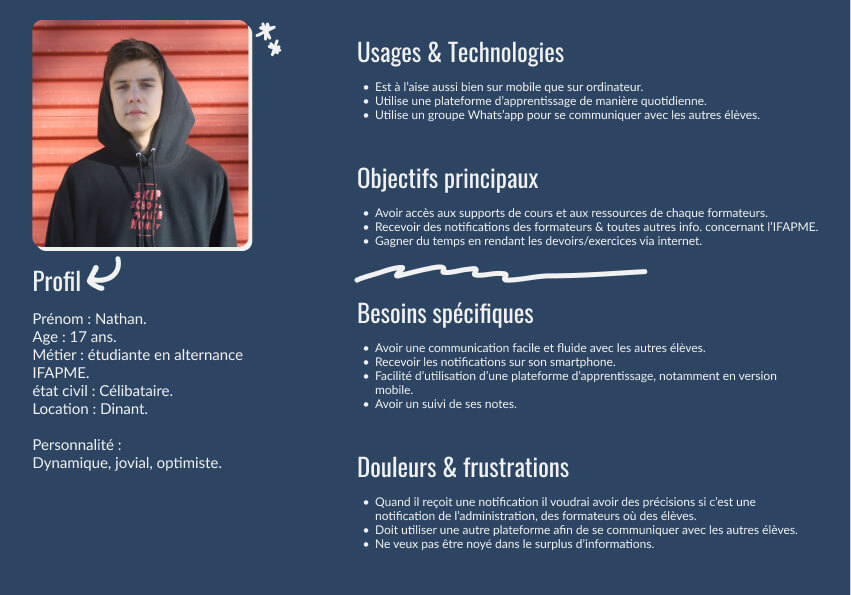 SKIP
SCHOOL
MAKE
MONEY
Profil
Prénom : Nathan.
Age : 17 ans.
Métier : étudiante en alternance
IFAPME.
état civil : Célibataire.
Location : Dinant.
Personnalité :
Dynamique, jovial, optimiste.
Usages & Technologies
• Est à l'aise aussi bien sur mobile que sur ordinateur.
• Utilise une plateforme d'apprentissage de manière quotidienne.
• Utilise un groupe Whats'app pour se communiquer avec les autres élèves.
Objectifs principaux
• Avoir accès aux supports de cours et aux ressources de chaque formateurs.
• Recevoir des notifications des formateurs & toutes autres info. concernant l'IFAPME.
• Gagner du temps en rendant les devoirs/exercices via internet.
Besoins spécifiques
• Avoir une communication facile et fluide avec les autres élèves.
• Recevoir les notifications sur son smartphone.
• Facilité d'utilisation d'une plateforme d'apprentissage, notamment en version
mobile.
• Avoir un suivi de ses notes.
Douleurs & frustrations
• Quand il reçoit une notification il voudrai avoir des précisions si c'est une
notification de l'administration, des formateurs où des élèves.
• Doit utiliser une autre plateforme afin de se communiquer avec les autres élèves.
• Ne veux pas être noyé dans le surplus d'informations.